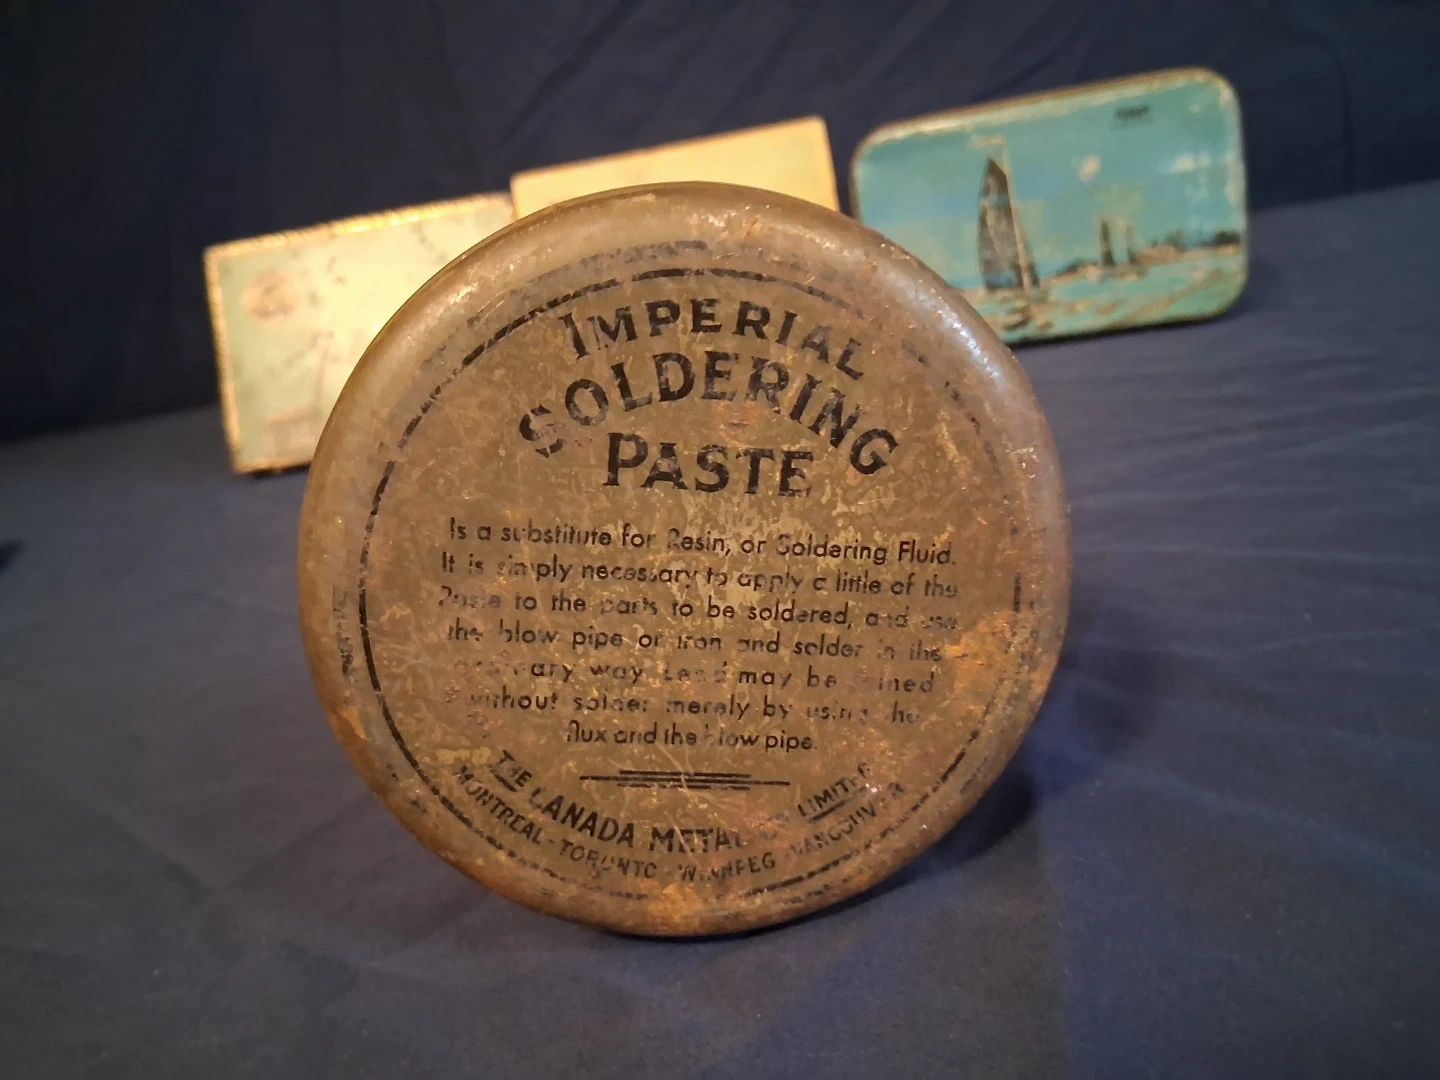 IMPERIAL
SOLDERING
PASTE
Is a substitute for Resin, or Soldering Fluid.
It is simply necessary to apply a little of the
Paste to the parts to be soldered, and use
the blow pipe or iron and solder in the
ordinary way. Lead may be joined
without solder merely by using the
flux and the blow pipe.
THE CANADA METAL CO LIMITED
MONTREAL - TORONTO - WINNIPEG - VANCOUVER